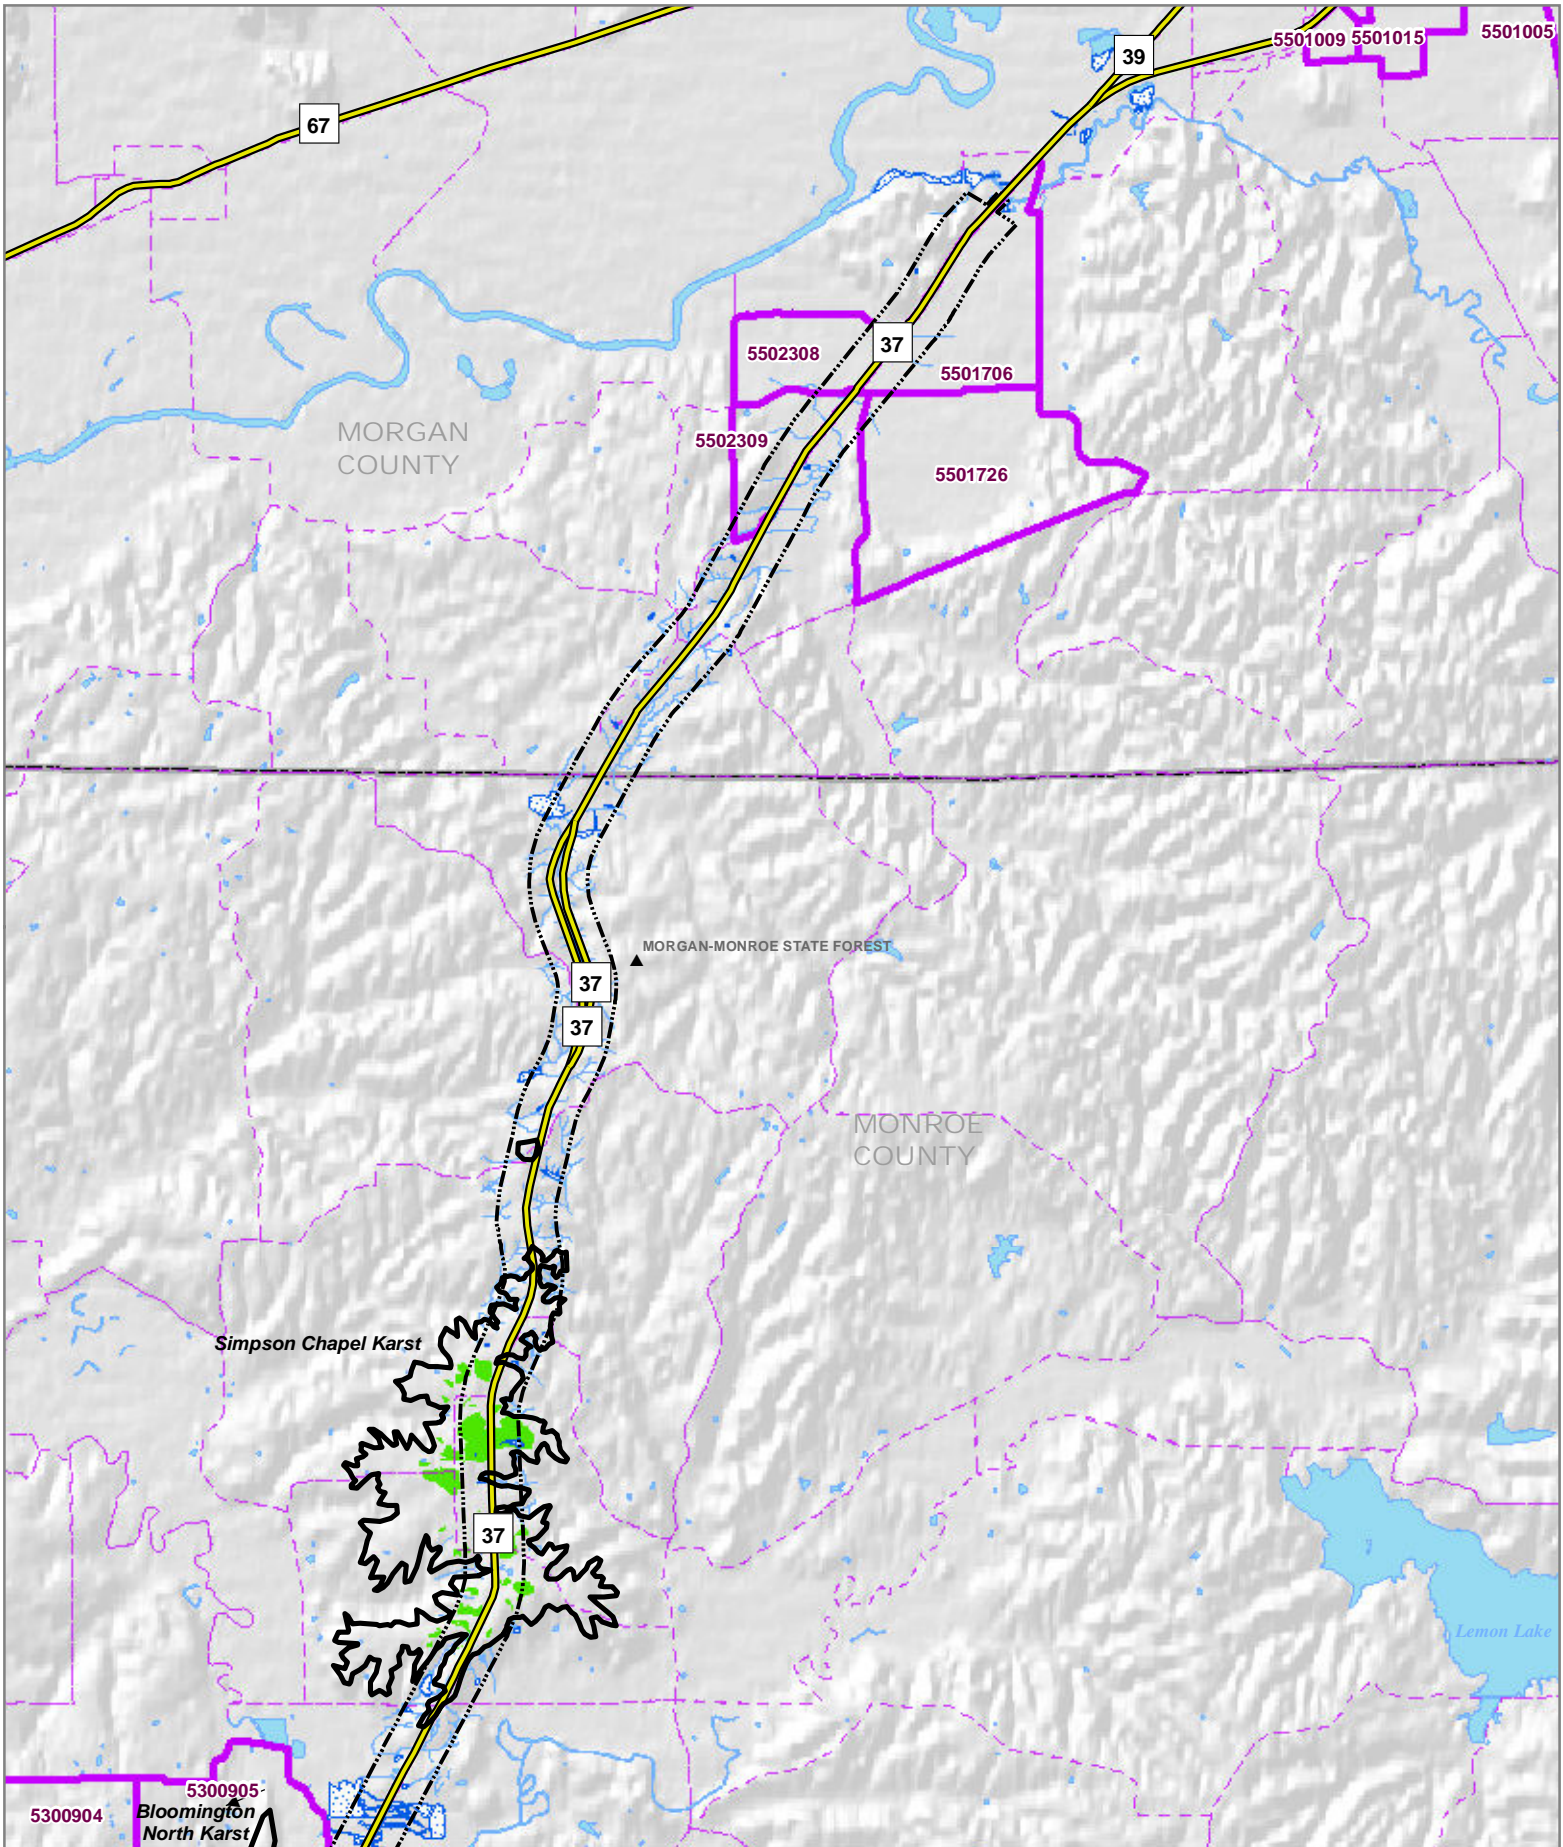 5501009
5501015
5501005
39
67
37
5502308
5501706
MORGAN
COUNTY
5502309
5501726
MORGAN-MONROE STATE FOREST
37
37
MONROE
COUNTY
Simpson Chapel Karst
37
Lemon Lake
5300905
5300904
Bloomington
North Karst